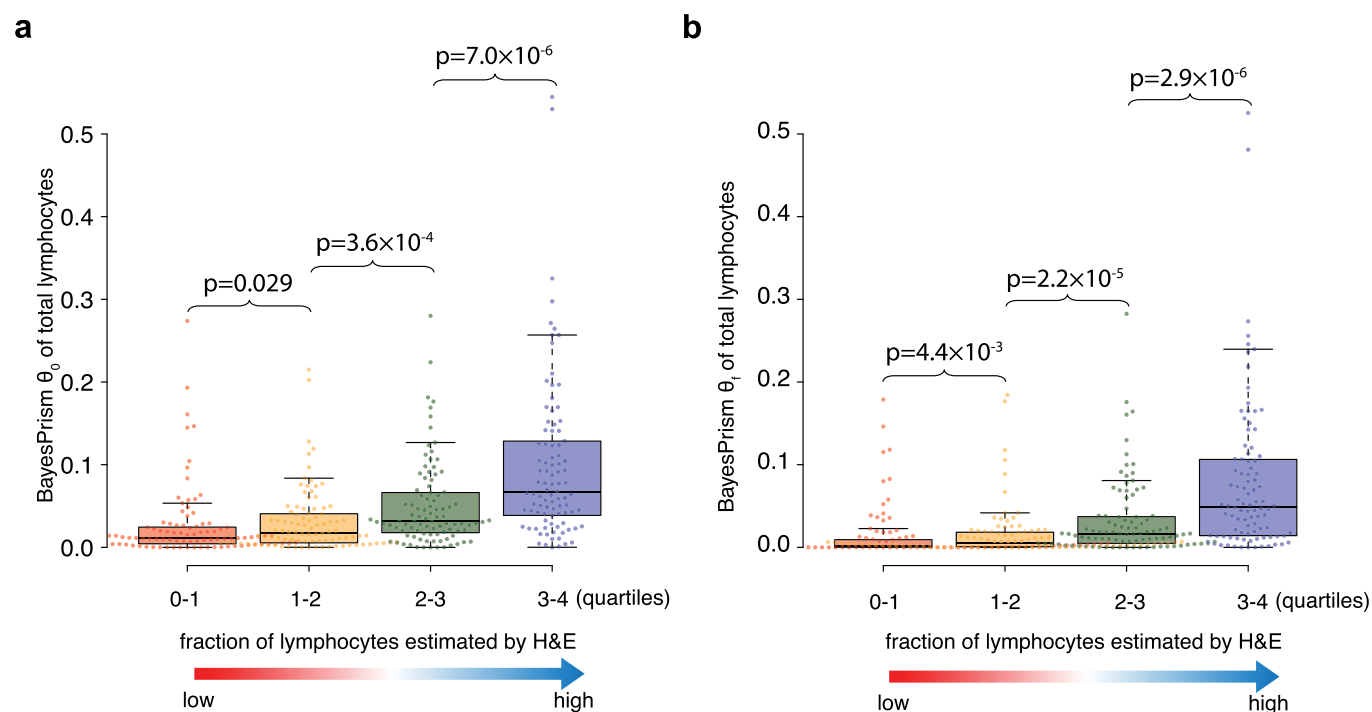 a
p=7.0×10⁻⁶
p=3.6×10⁻⁴
p=0.029
BayesPrism θ₀ of total lymphocytes
0.5
0.4
0.3
0.2
0.1
0.0
0-1 1-2 2-3 3-4 (quartiles)
fraction of lymphocytes estimated by H&E
low high
b
p=2.9×10⁻⁶
p=2.2×10⁻⁵
p=4.4×10⁻³
BayesPrism θf of total lymphocytes
0.5
0.4
0.3
0.2
0.1
0.0
0-1 1-2 2-3 3-4 (quartiles)
fraction of lymphocytes estimated by H&E
low high